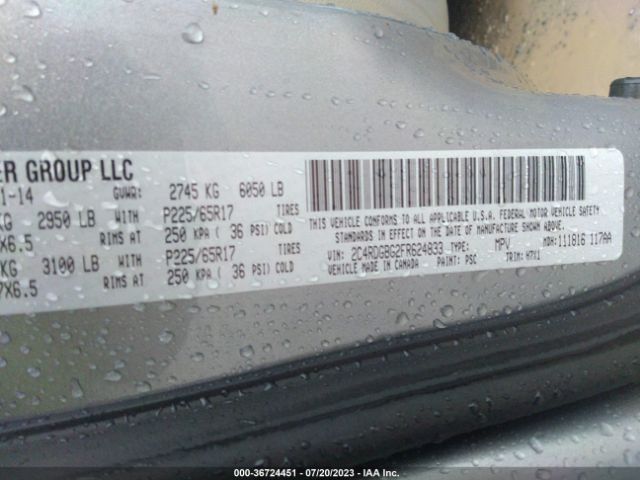 ER GROUP LLC
1-14 GVWR: 2745 KG 6050 LB
KG 2950 LB WITH P225/65R17 TIRES
X6.5 RIMS AT 250 KPA ( 36 PSI) COLD
KG 3100 LB WITH P225/65R17 TIRES
7X6.5 RIMS AT 250 KPA ( 36 PSI) COLD
THIS VEHICLE CONFORMS TO ALL APPLICABLE U.S.A. FEDERAL MOTOR VEHICLE SAFETY
STANDARDS IN EFFECT ON THE DATE OF MANUFACTURE SHOWN ABOVE.
VIN: 2C4RDGBG2FR624833 TYPE: MPV MDH: 111816 117AA
VEHICLE MADE IN CANADA PAINT: PSC TRIM:
000-36724451 - 07/20/2023 - IAA Inc.